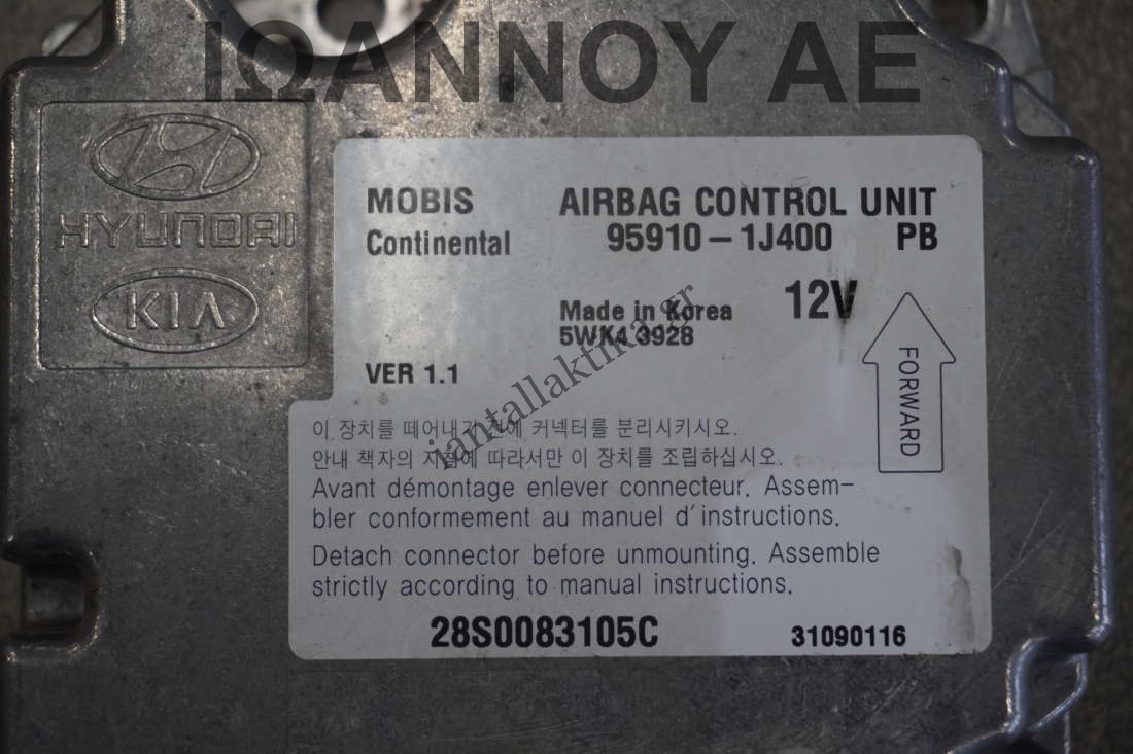 ΙΩΑΝΝΟΥ ΑΕ
HYUNDAI
KIA
MOBIS AIRBAG CONTROL UNIT
Continental 95910-1J400 PB
Made in Korea 12V
5WK4 3928
VER 1.1
FORWARD
jantallaktika.gr
이 장치를 떼어내기 전에 커넥터를 분리시키시오.
안내 책자의 지침에 따라서만 이 장치를 조립하십시오.
Avant démontage enlever connecteur. Assem-
bler conformement au manuel d'instructions.
Detach connector before unmounting. Assemble
strictly according to manual instructions.
28S0083105C 31090116